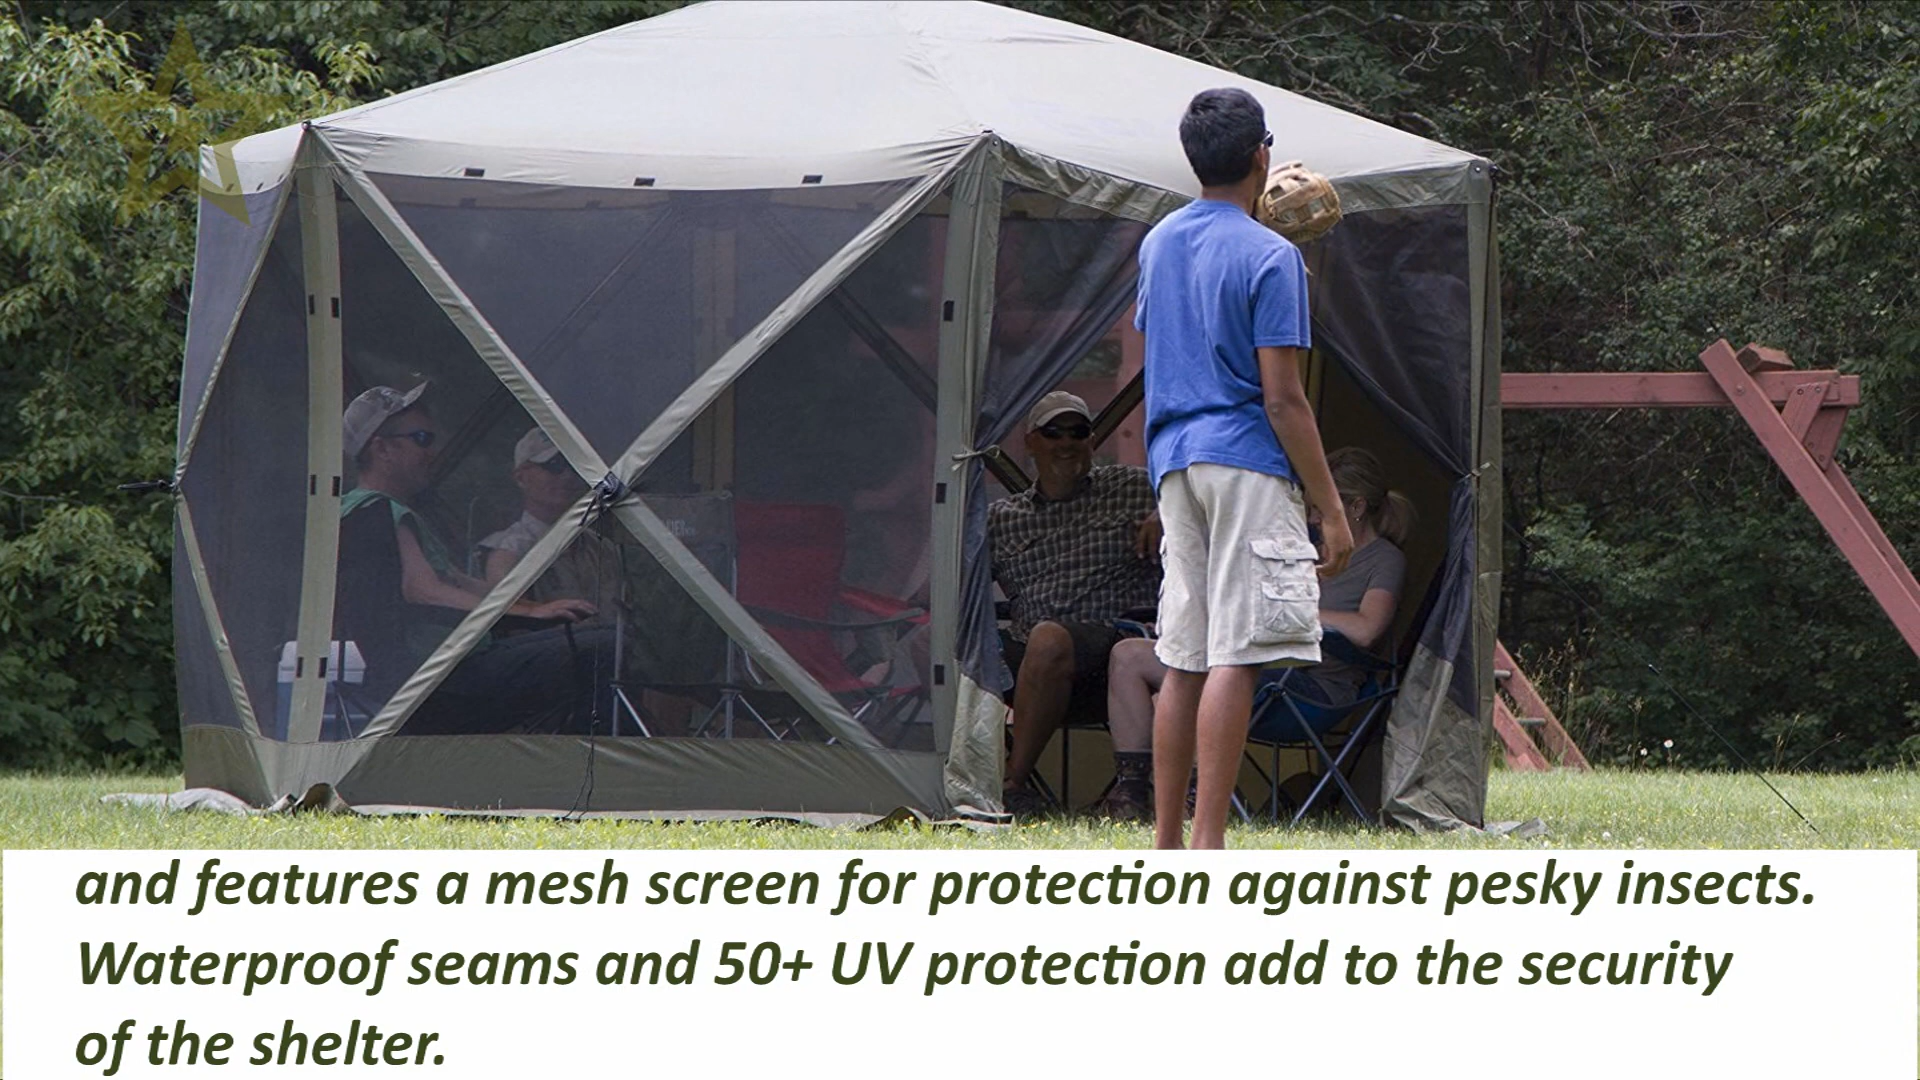 and features a mesh screen for protection against pesky insects.
Waterproof seams and 50+ UV protection add to the security
of the shelter.